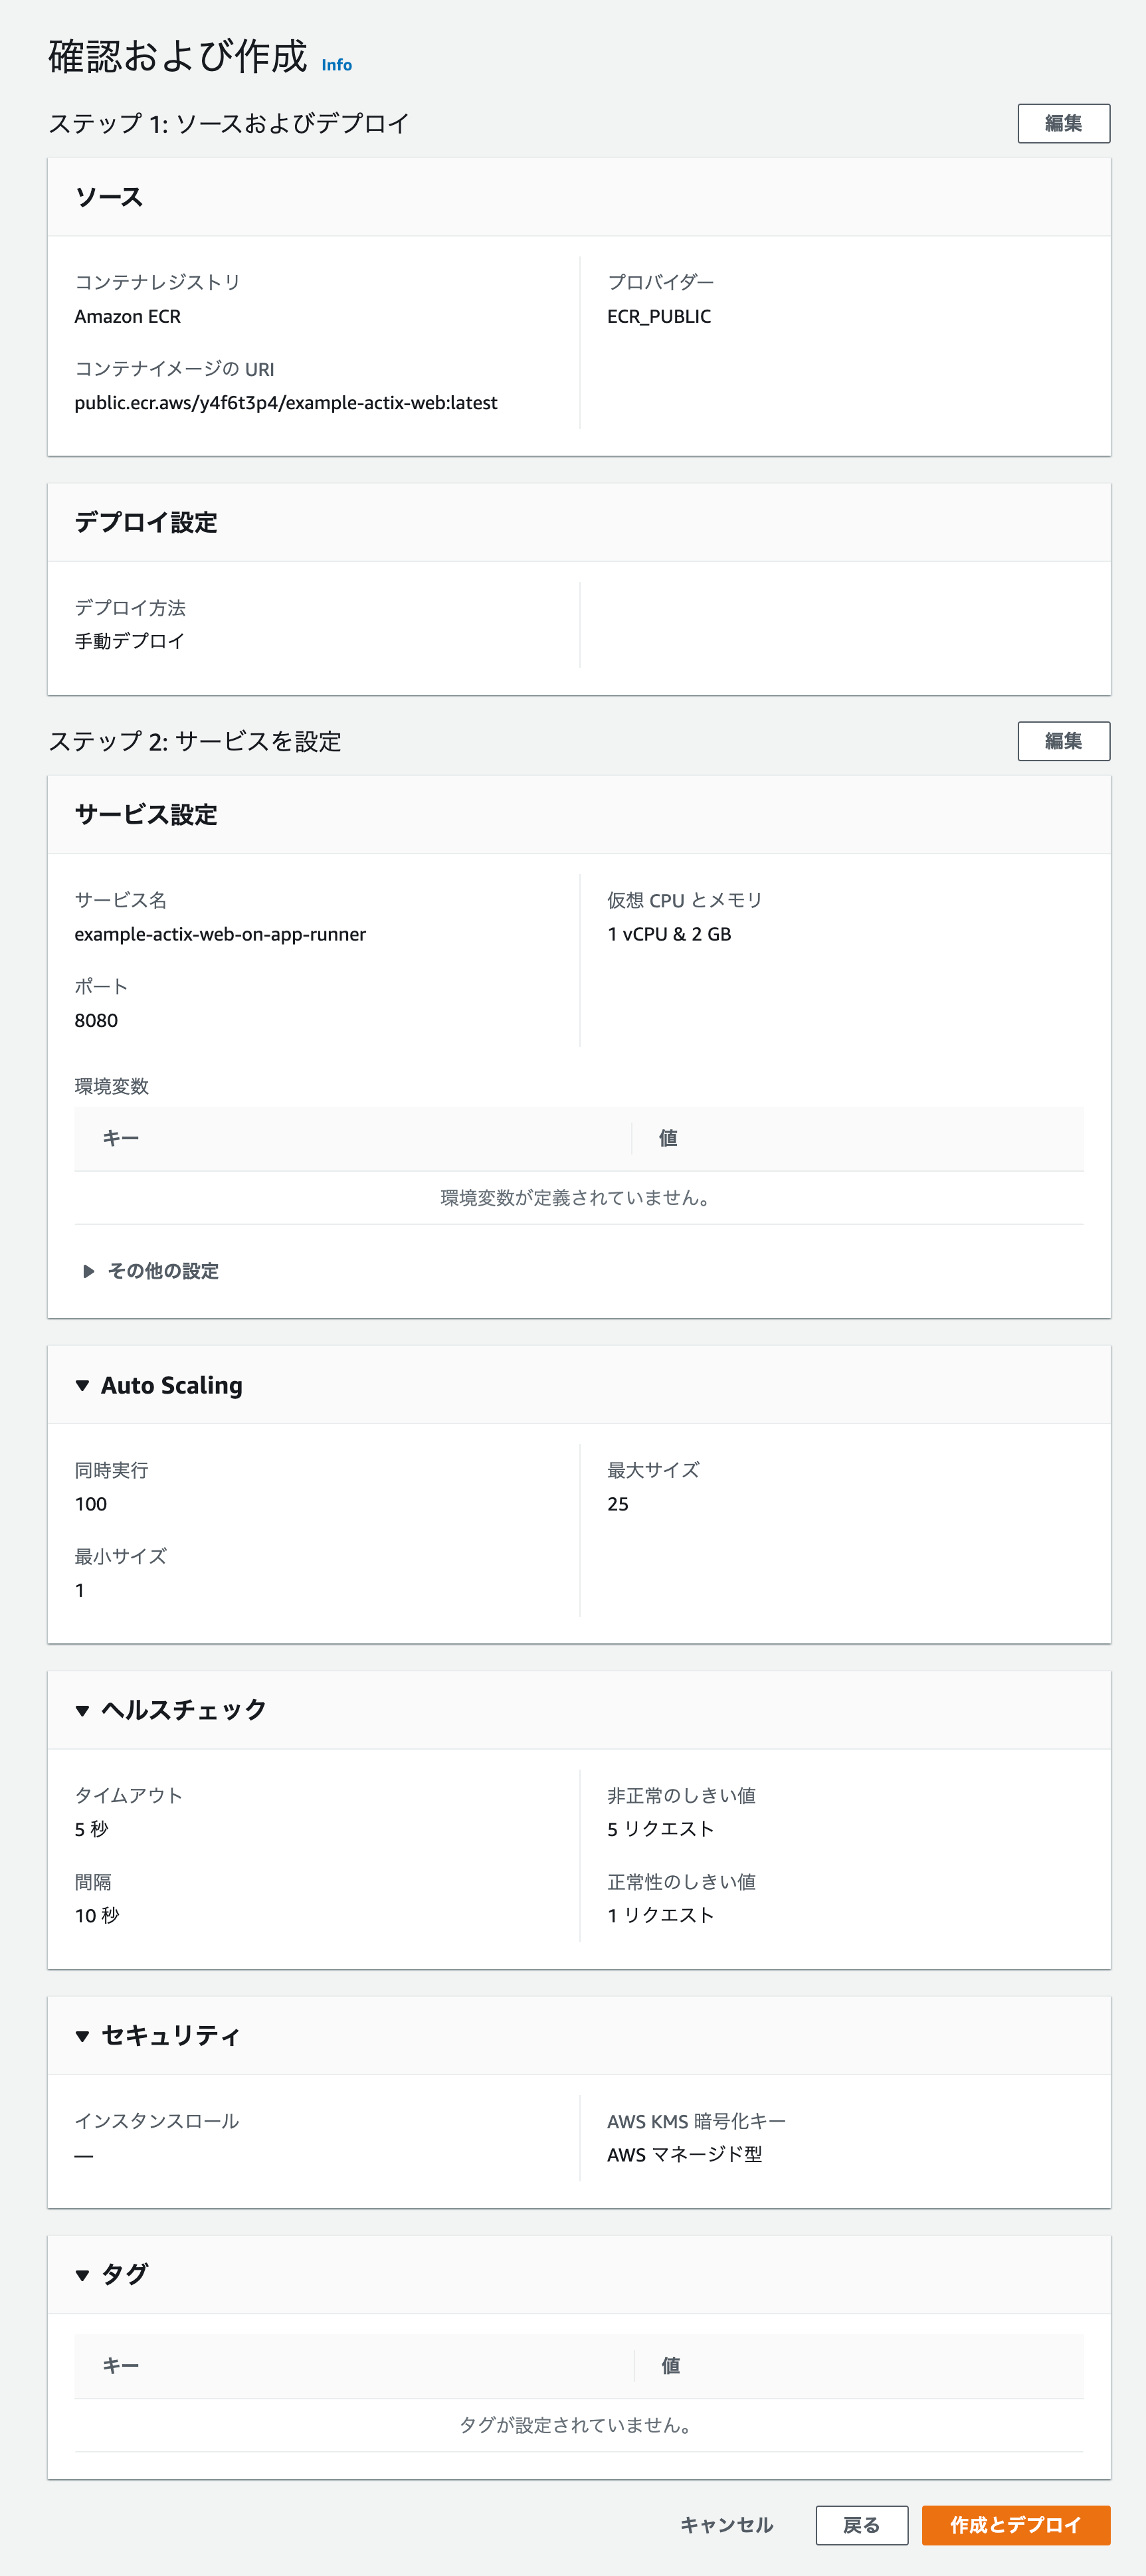 確認および作成 Info
ステップ 1: ソースおよびデプロイ
編集
ソース
コンテナレジストリ
Amazon ECR
プロバイダー
ECR_PUBLIC
コンテナイメージの URI
public.ecr.aws/y4f6t3p4/example-actix-web:latest
デプロイ設定
デプロイ方法
手動デプロイ
ステップ 2: サービスを設定
編集
サービス設定
サービス名
example-actix-web-on-app-runner
仮想 CPU とメモリ
1 vCPU & 2 GB
ポート
8080
環境変数
キー
値
環境変数が定義されていません。
その他の設定
Auto Scaling
同時実行
100
最大サイズ
25
最小サイズ
1
ヘルスチェック
タイムアウト
5 秒
非正常のしきい値
5 リクエスト
間隔
10 秒
正常性のしきい値
1 リクエスト
セキュリティ
インスタンスロール
—
AWS KMS 暗号化キー
AWS マネージド型
タグ
キー
値
タグが設定されていません。
キャンセル
戻る
作成とデプロイ